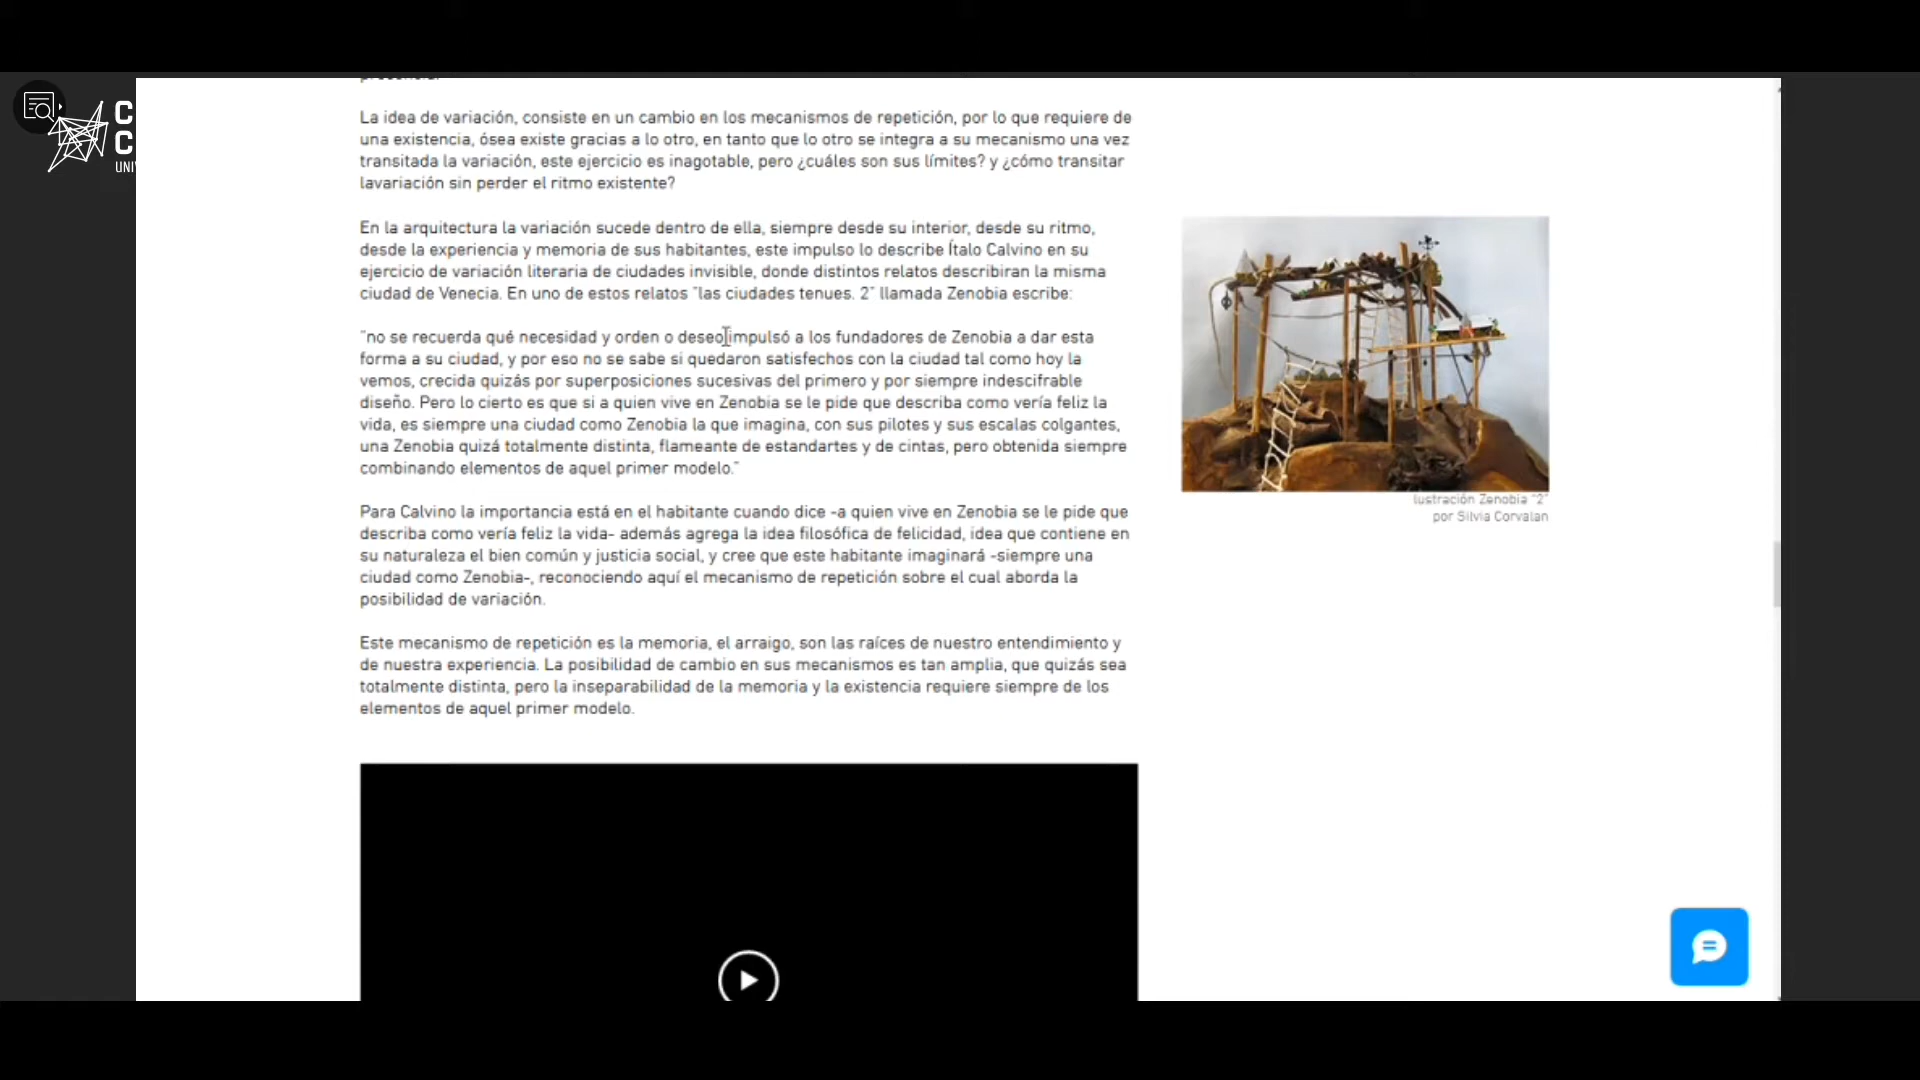 C
C
UNI
La idea de variación, consiste en un cambio en los mecanismos de repetición, por lo que requiere de
una existencia, ósea existe gracias a lo otro, en tanto que lo otro se integra a su mecanismo una vez
transitada la variación, este ejercicio es inagotable, pero ¿cuáles son sus límites? y ¿cómo transitar
lavariación sin perder el ritmo existente?
En la arquitectura la variación sucede dentro de ella, siempre desde su interior, desde su ritmo,
desde la experiencia y memoria de sus habitantes, este impulso lo describe Ítalo Calvino en su
ejercicio de variación literaria de ciudades invisible, donde distintos relatos describiran la misma
ciudad de Venecia. En uno de estos relatos "las ciudades tenues. 2" llamada Zenobia escribe:
"no se recuerda qué necesidad y orden o deseo impulsó a los fundadores de Zenobia a dar esta
forma a su ciudad, y por eso no se sabe si quedaron satisfechos con la ciudad tal como hoy la
vemos, crecida quizás por superposiciones sucesivas del primero y por siempre indescifrable
diseño. Pero lo cierto es que si a quien vive en Zenobia se le pide que describa como vería feliz la
vida, es siempre una ciudad como Zenobia la que imagina, con sus pilotes y sus escalas colgantes,
una Zenobia quizá totalmente distinta, flameante de estandartes y de cintas, pero obtenida siempre
combinando elementos de aquel primer modelo."
lustración Zenobia "2"
por Silvia Corvalan
Para Calvino la importancia está en el habitante cuando dice -a quien vive en Zenobia se le pide que
describa como vería feliz la vida- además agrega la idea filosófica de felicidad, idea que contiene en
su naturaleza el bien común y justicia social, y cree que este habitante imaginará -siempre una
ciudad como Zenobia-, reconociendo aquí el mecanismo de repetición sobre el cual aborda la
posibilidad de variación.
Este mecanismo de repetición es la memoria, el arraigo, son las raíces de nuestro entendimiento y
de nuestra experiencia. La posibilidad de cambio en sus mecanismos es tan amplia, que quizás sea
totalmente distinta, pero la inseparabilidad de la memoria y la existencia requiere siempre de los
elementos de aquel primer modelo.